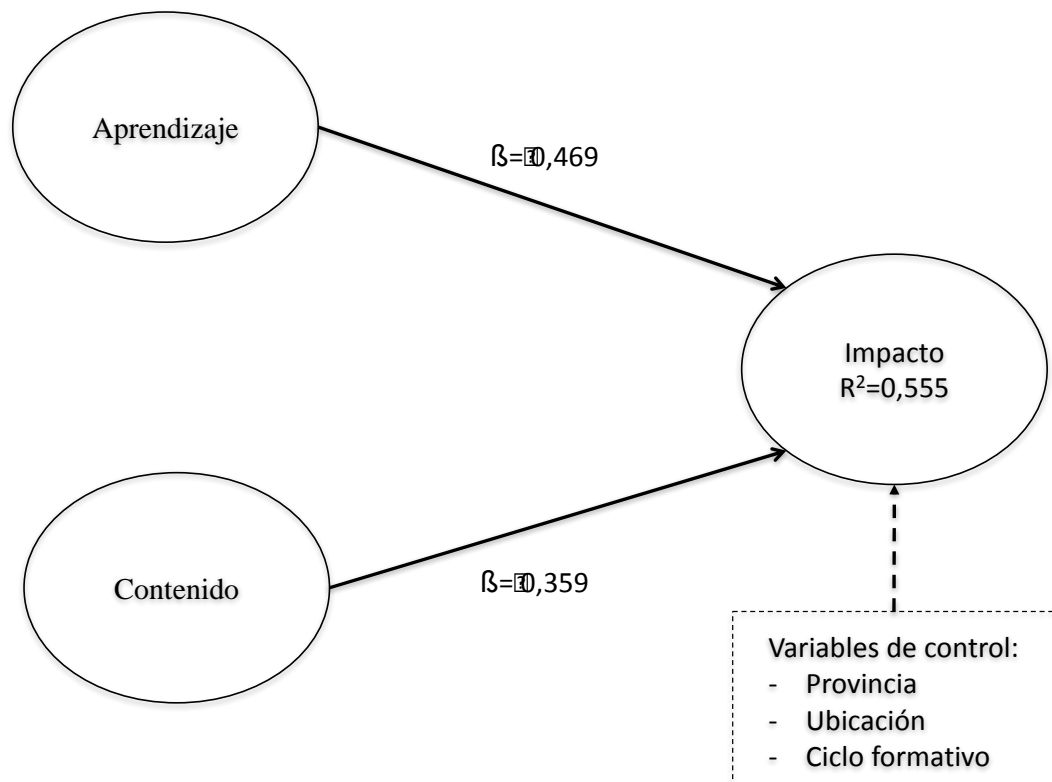 Aprendizaje
ß= 0,469
Impacto
R²=0,555
Contenido
ß= 0,359
Variables de control:
- Provincia
- Ubicación
- Ciclo formativo